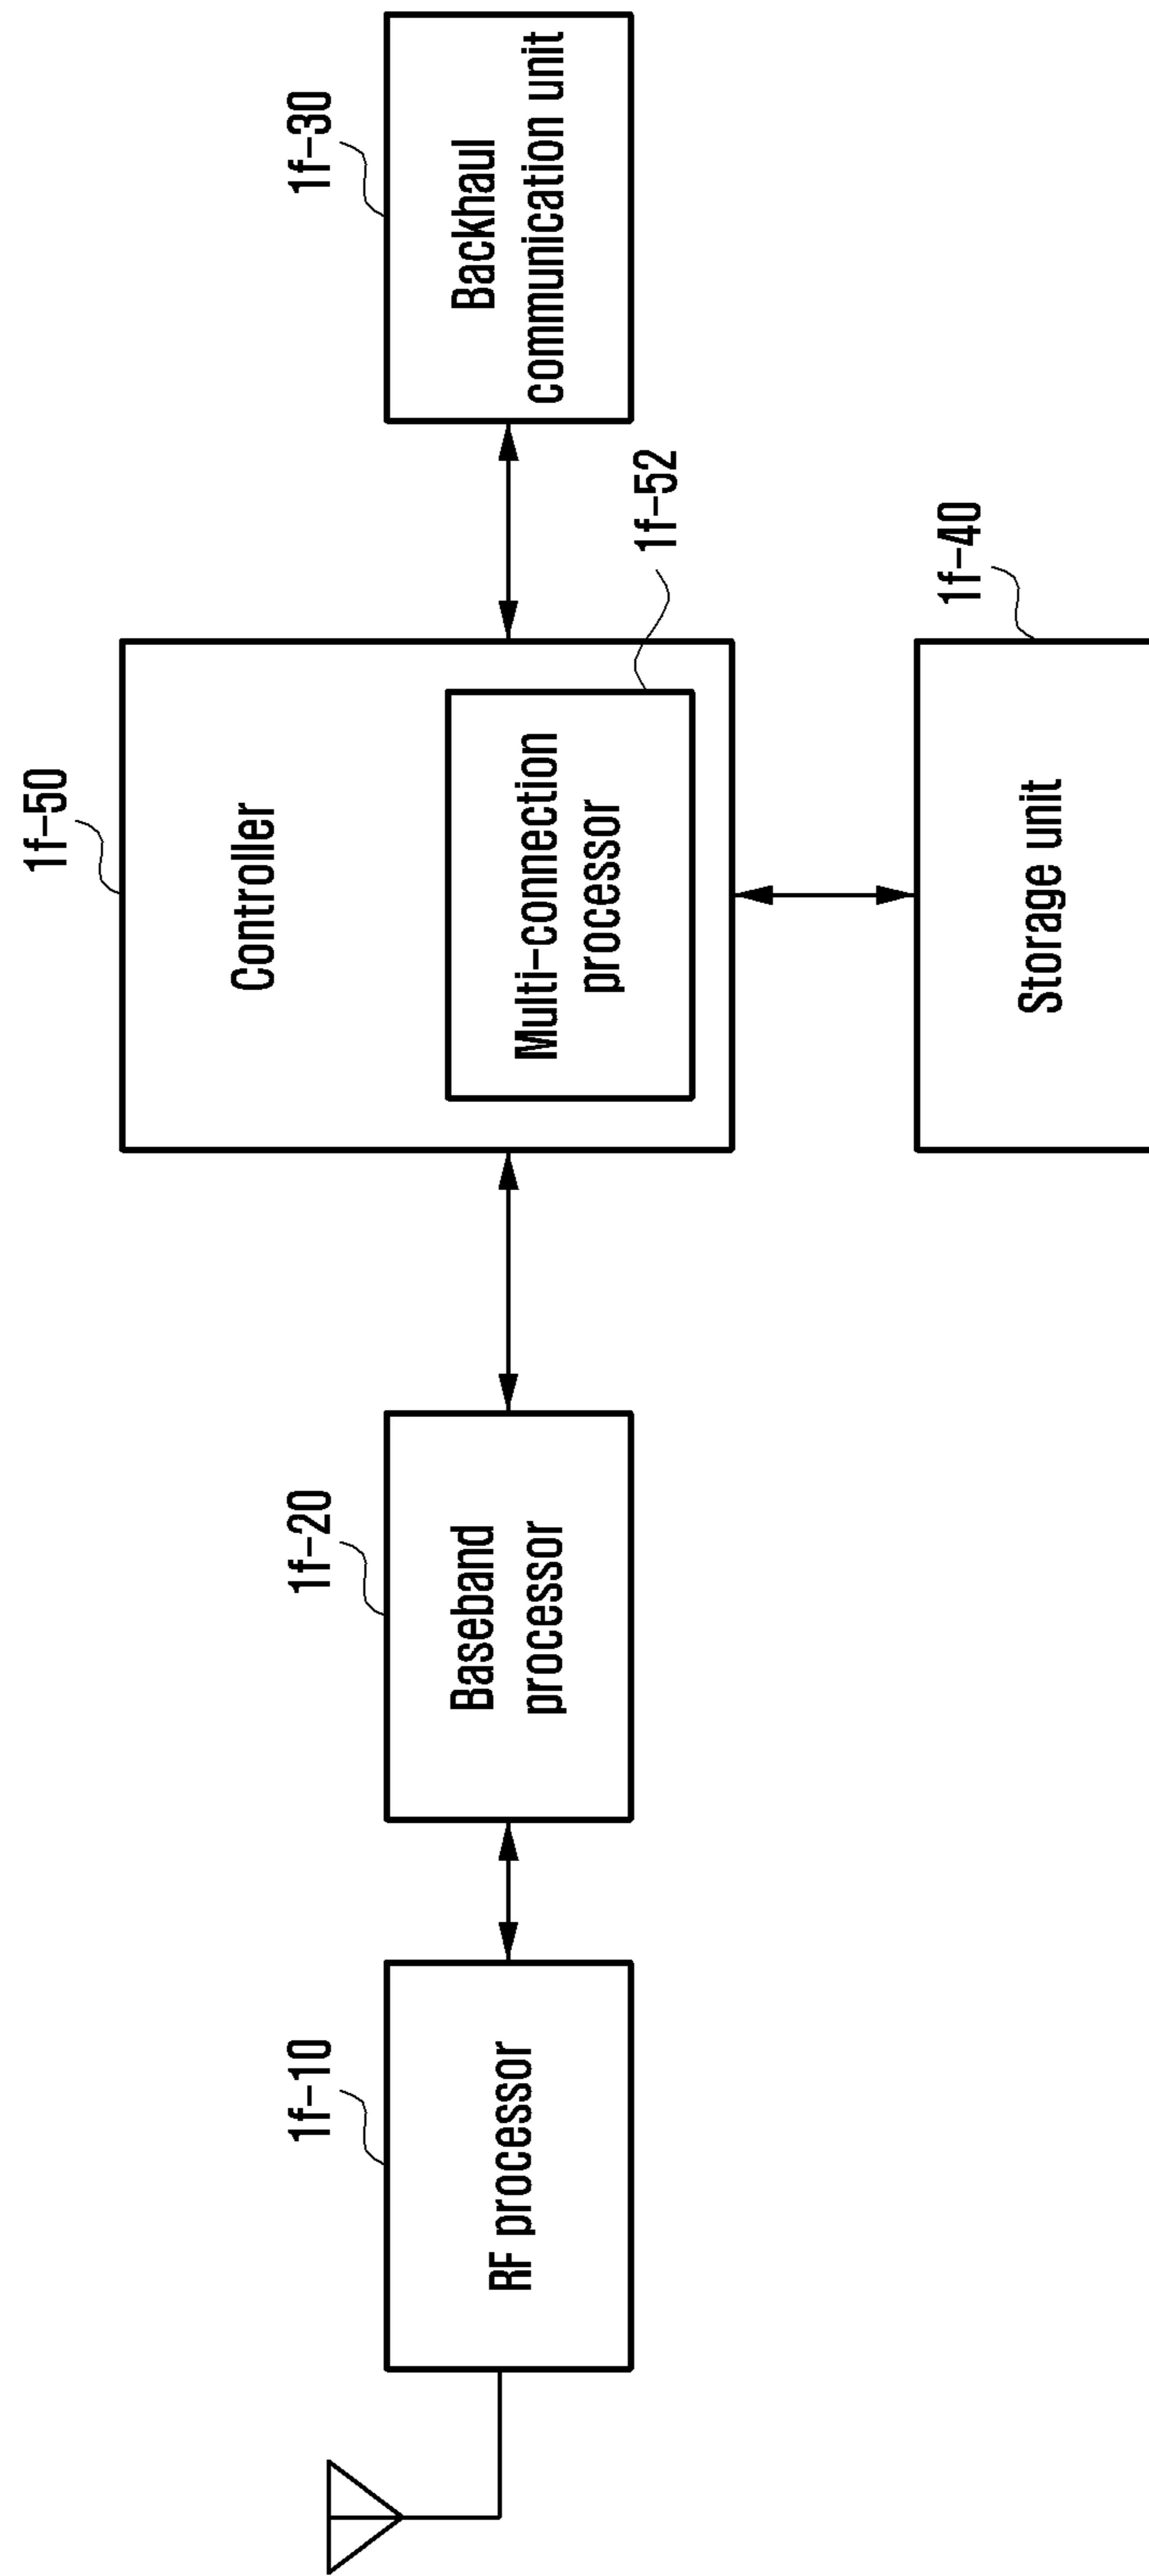 1f-50
1f-10
1f-20
1f-30
RF processor
Baseband
processor
Controller
Backhaul
communication unit
Multi-connection
processor
1f-52
1f-40
Storage unit